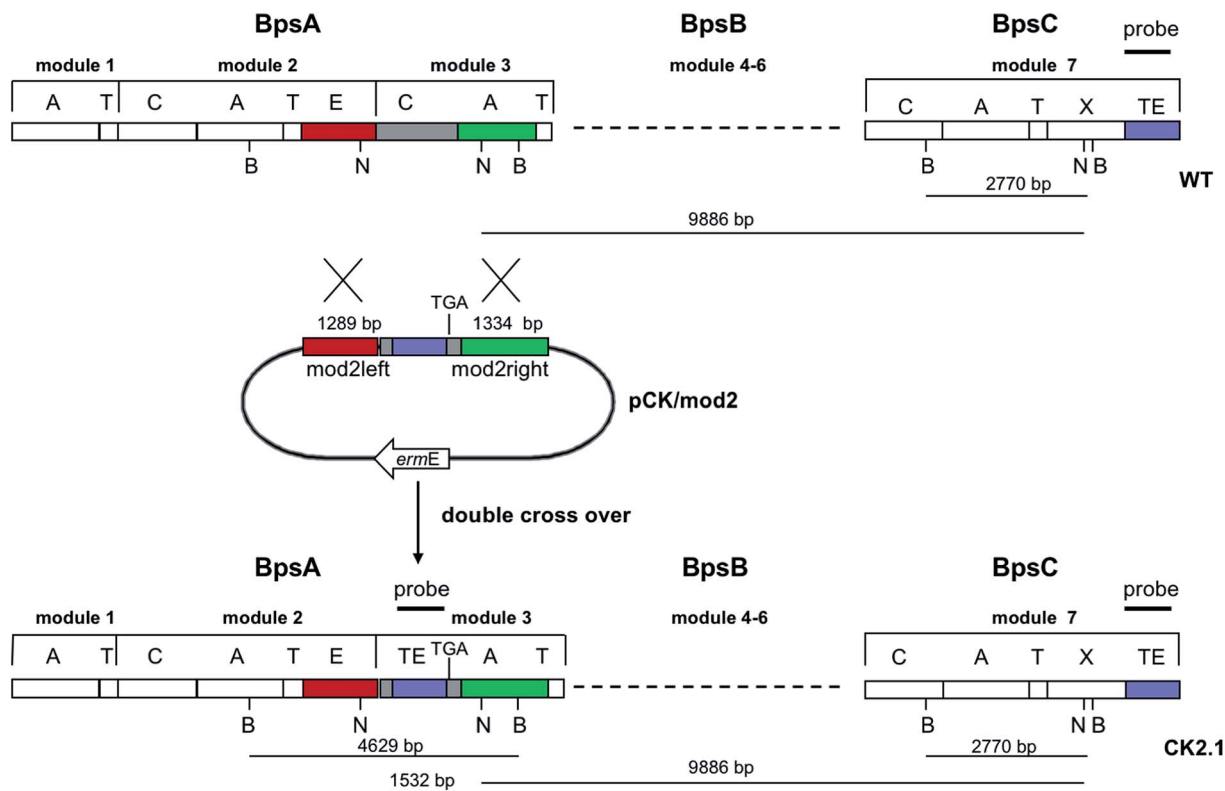 BpsA BpsB BpsC probe
module 1 module 2 module 3 module 4-6 module 7
A T C A T E C A T C A T X TE
B N N B B N B
WT
2770 bp
9886 bp
TGA
1289 bp 1334 bp
mod2left mod2right
pCK/mod2
ermE
double cross over
BpsA BpsB BpsC
probe probe
module 1 module 2 module 3 module 4-6 module 7
A T C A T E TE TGA A T C A T X TE
B N N B B N B
CK2.1
4629 bp 2770 bp
1532 bp 9886 bp